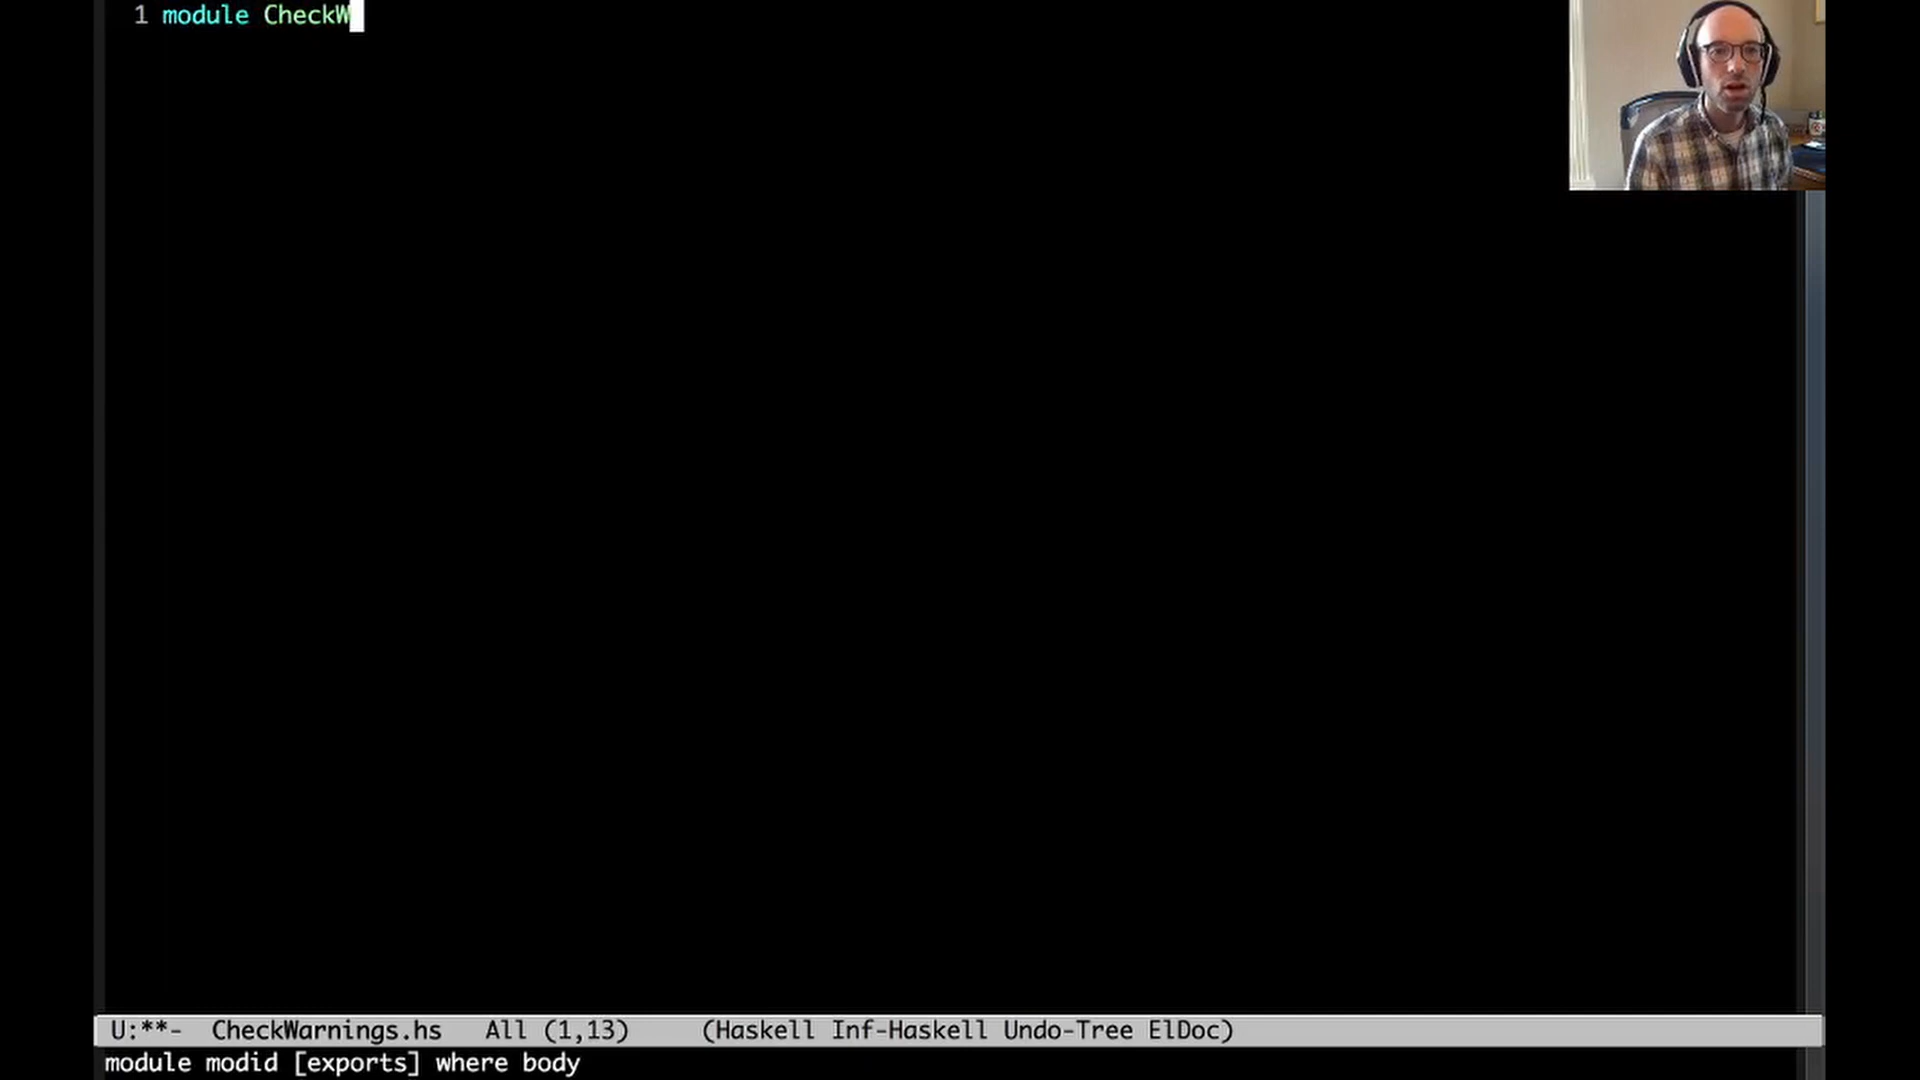 1 module CheckW
U:**-  CheckWarnings.hs   All (1,13)     (Haskell Inf-Haskell Undo-Tree ElDoc)
module modid [exports] where body